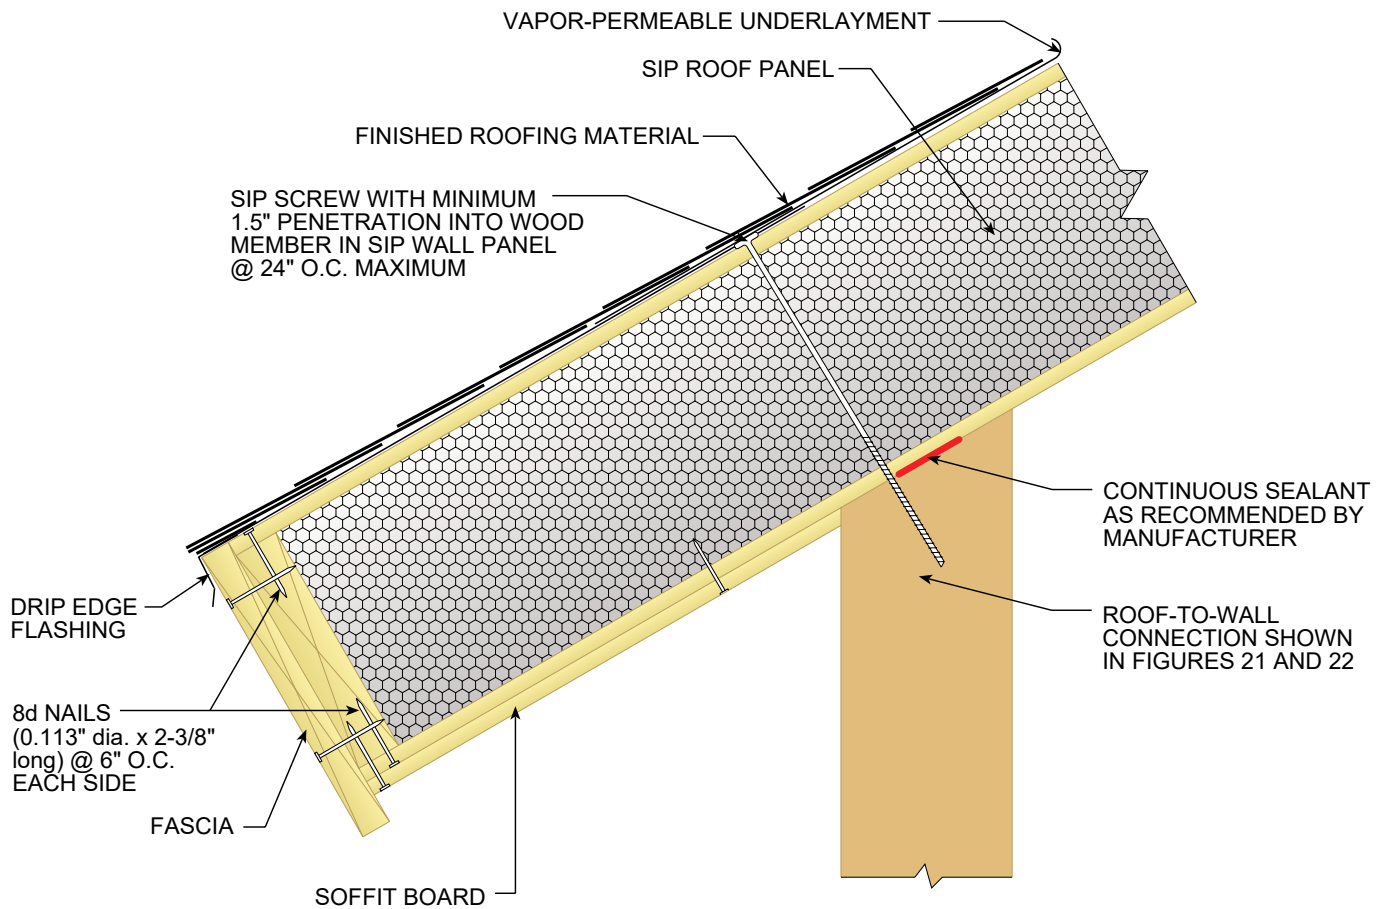 VAPOR-PERMEABLE UNDERLAYMENT
SIP ROOF PANEL
FINISHED ROOFING MATERIAL
SIP SCREW WITH MINIMUM
1.5" PENETRATION INTO WOOD
MEMBER IN SIP WALL PANEL
@ 24" O.C. MAXIMUM
CONTINUOUS SEALANT
AS RECOMMENDED BY
MANUFACTURER
DRIP EDGE
FLASHING
ROOF-TO-WALL
CONNECTION SHOWN
IN FIGURES 21 AND 22
8d NAILS
(0.113" dia. x 2-3/8"
long) @ 6" O.C.
EACH SIDE
FASCIA
SOFFIT BOARD